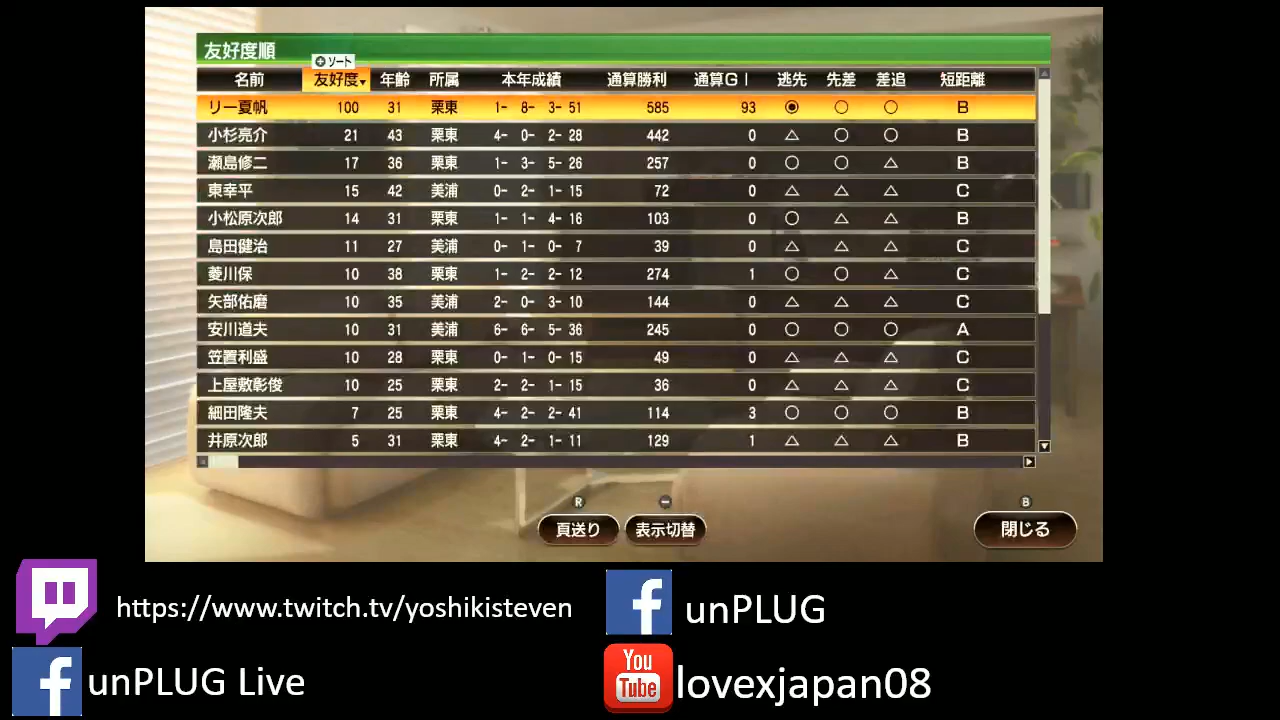 友好度順
ソート
名前 友好度 年齢 所属 本年成績 通算勝利 通算GⅠ 逃先 先差 差追 短距離
リー夏帆 100 31 栗東 1- 8- 3- 51 585 93 ◉ ○ ○ B
小杉亮介 21 43 栗東 4- 0- 2- 28 442 0 △ ○ ○ B
瀬島修二 17 36 栗東 1- 3- 5- 26 257 0 ○ ○ △ B
東幸平 15 42 美浦 0- 2- 1- 15 72 0 △ △ △ C
小松原次郎 14 31 栗東 1- 1- 4- 16 103 0 ○ △ △ B
島田健治 11 27 美浦 0- 1- 0- 7 39 0 △ △ △ C
菱川保 10 38 栗東 1- 2- 2- 12 274 1 ○ ○ △ C
矢部佑磨 10 35 美浦 2- 0- 3- 10 144 0 △ △ △ C
安川道夫 10 31 美浦 6- 6- 5- 36 245 0 ○ ○ ○ A
笠置利盛 10 28 栗東 0- 1- 0- 15 49 0 △ △ △ C
上屋敷彰俊 10 25 栗東 2- 2- 1- 15 36 0 △ △ △ C
細田隆夫 7 25 栗東 4- 2- 2- 41 114 3 ○ ○ ○ B
井原次郎 5 31 栗東 4- 2- 1- 11 129 1 △ △ △ B
R
頁送り
表示切替
B
閉じる
https://www.twitch.tv/yoshikisteven
unPLUG
unPLUG Live
You Tube
lovexjapan08